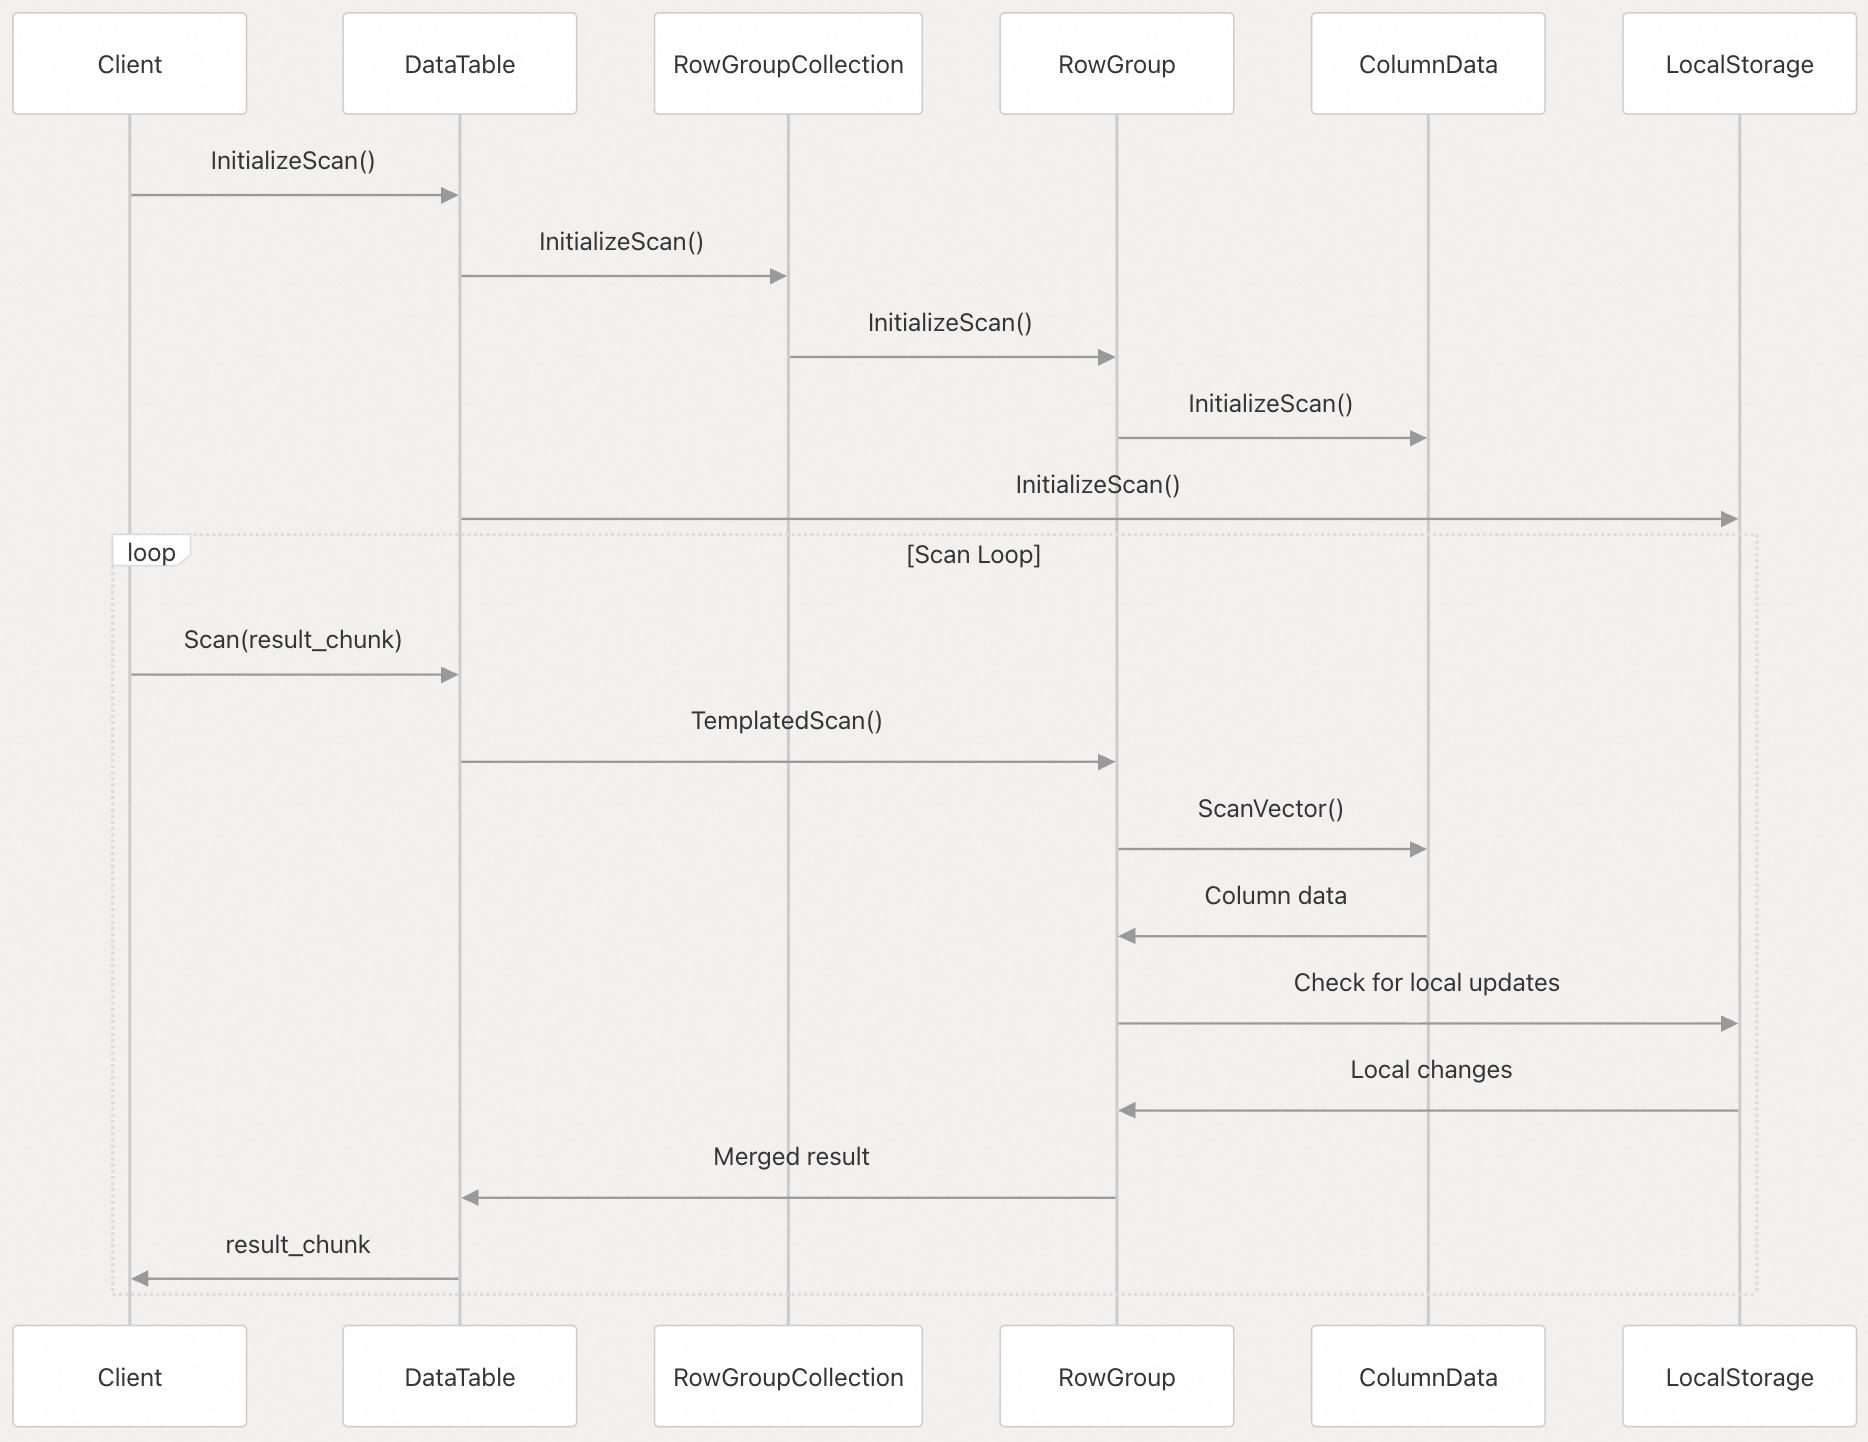 Client
DataTable
RowGroupCollection
RowGroup
ColumnData
LocalStorage
InitializeScan()
InitializeScan()
InitializeScan()
InitializeScan()
InitializeScan()
loop
[Scan Loop]
Scan(result_chunk)
TemplatedScan()
ScanVector()
Column data
Check for local updates
Local changes
Merged result
result_chunk
Client
DataTable
RowGroupCollection
RowGroup
ColumnData
LocalStorage